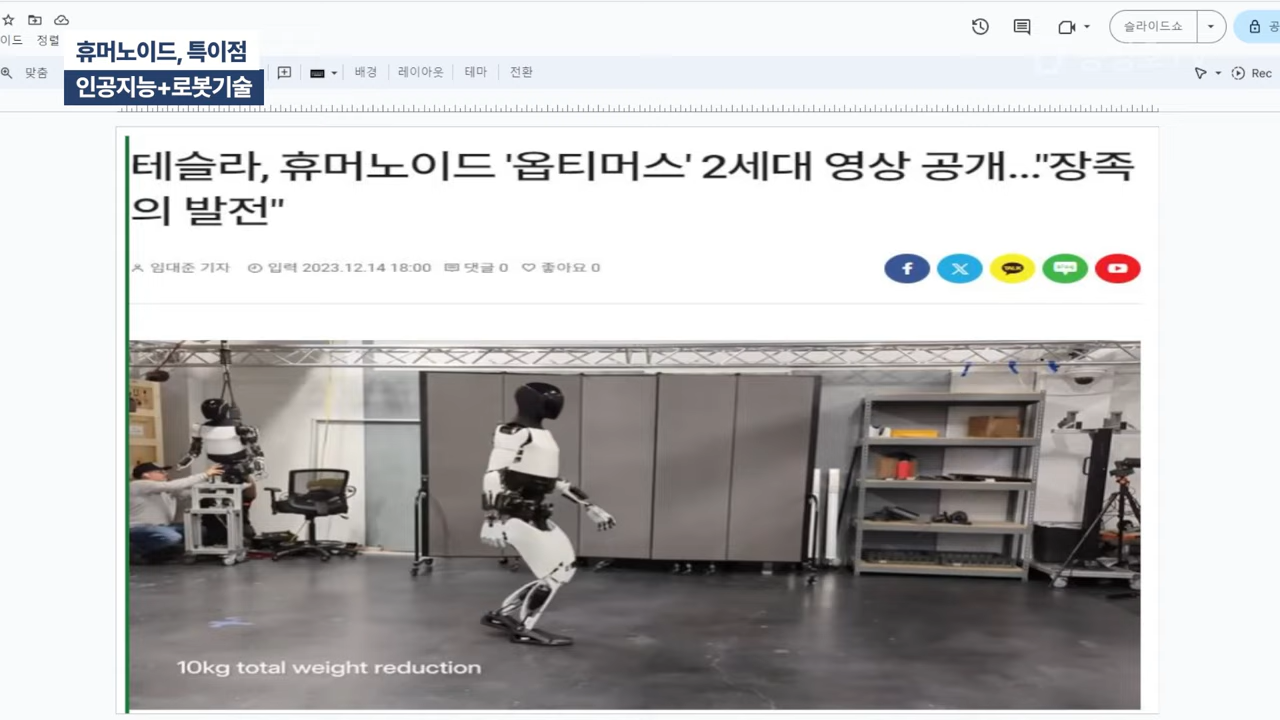 이드
정렬
휴머노이드, 특이점
인공지능+로봇기술
슬라이드쇼
공
맞춤
배경
레이아웃
테마
전환
Rec
테슬라, 휴머노이드 '옵티머스' 2세대 영상 공개..."장족
의 발전"
임대준 기자 입력 2023.12.14 18:00 댓글 0 좋아요 0
TALK
10kg total weight reduction